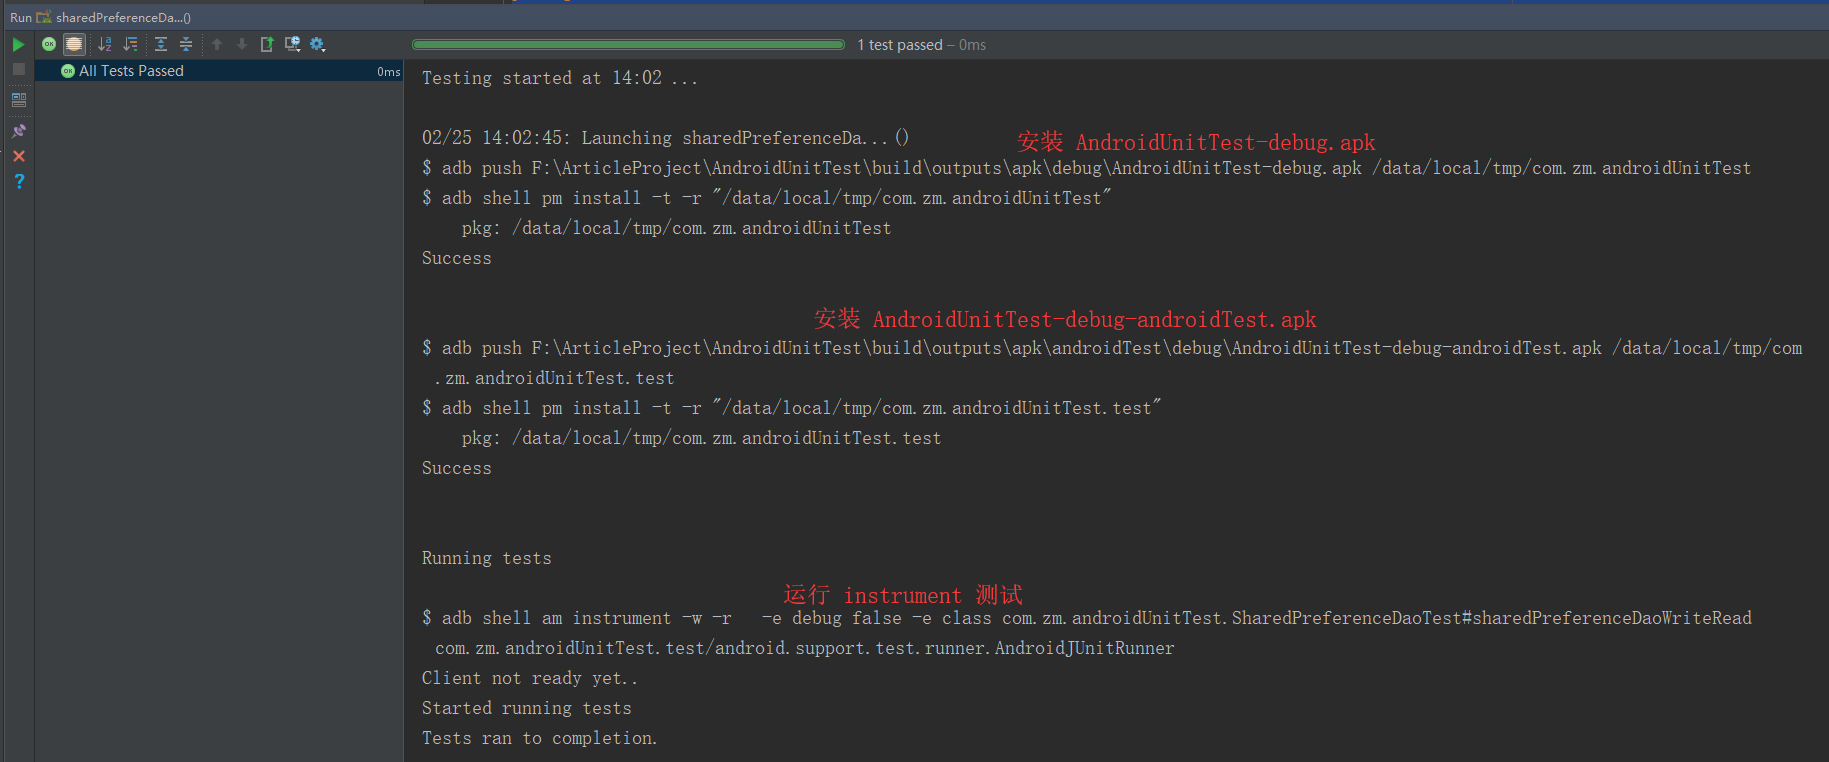 Run sharedPreferenceDa...()
1 test passed – 0ms
All Tests Passed 0ms
Testing started at 14:02 ...
02/25 14:02:45: Launching sharedPreferenceDa...()
安装 AndroidUnitTest-debug.apk
$ adb push F:\ArticleProject\AndroidUnitTest\build\outputs\apk\debug\AndroidUnitTest-debug.apk /data/local/tmp/com.zm.androidUnitTest
$ adb shell pm install -t -r "/data/local/tmp/com.zm.androidUnitTest"
pkg: /data/local/tmp/com.zm.androidUnitTest
Success
安装 AndroidUnitTest-debug-androidTest.apk
$ adb push F:\ArticleProject\AndroidUnitTest\build\outputs\apk\androidTest\debug\AndroidUnitTest-debug-androidTest.apk /data/local/tmp/com
.zm.androidUnitTest.test
$ adb shell pm install -t -r "/data/local/tmp/com.zm.androidUnitTest.test"
pkg: /data/local/tmp/com.zm.androidUnitTest.test
Success
Running tests
运行 instrument 测试
$ adb shell am instrument -w -r   -e debug false -e class com.zm.androidUnitTest.SharedPreferenceDaoTest#sharedPreferenceDaoWriteRead
com.zm.androidUnitTest.test/android.support.test.runner.AndroidJUnitRunner
Client not ready yet..
Started running tests
Tests ran to completion.